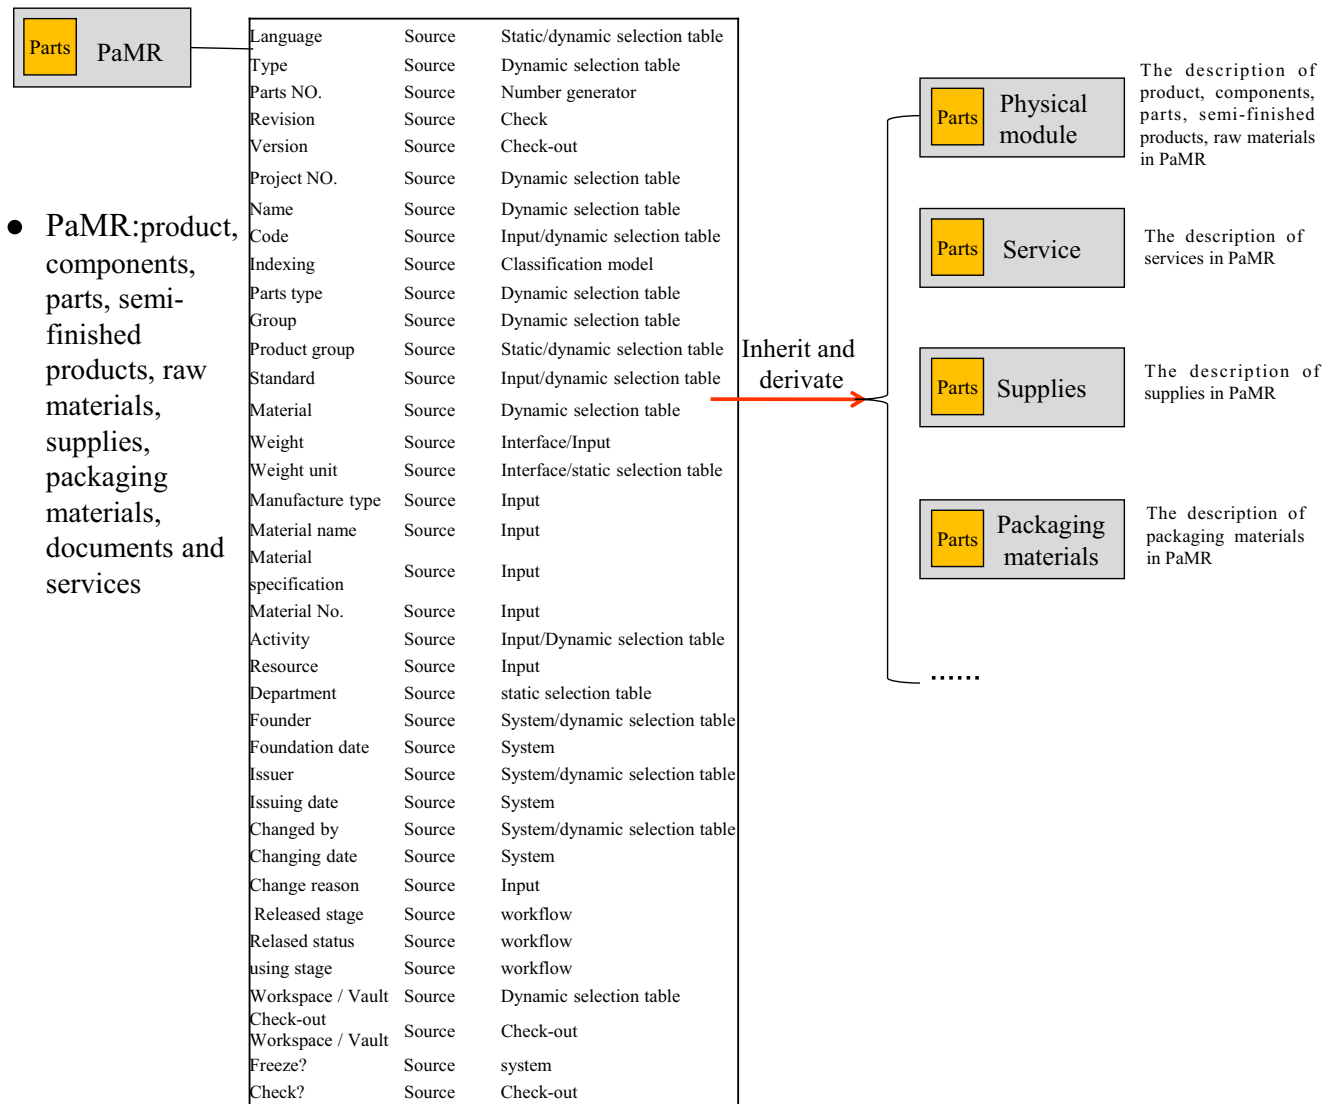 Parts PaMR
● PaMR:product,
components,
parts, semi-
finished
products, raw
materials,
supplies,
packaging
materials,
documents and
services
Language Source Static/dynamic selection table
Type Source Dynamic selection table
Parts NO. Source Number generator
Revision Source Check
Version Source Check-out
Project NO. Source Dynamic selection table
Name Source Dynamic selection table
Code Source Input/dynamic selection table
Indexing Source Classification model
Parts type Source Dynamic selection table
Group Source Dynamic selection table
Product group Source Static/dynamic selection table
Standard Source Input/dynamic selection table
Material Source Dynamic selection table
Weight Source Interface/Input
Weight unit Source Interface/static selection table
Manufacture type Source Input
Material name Source Input
Material
specification Source Input
Material No. Source Input
Activity Source Input/Dynamic selection table
Resource Source Input
Department Source static selection table
Founder Source System/dynamic selection table
Foundation date Source System
Issuer Source System/dynamic selection table
Issuing date Source System
Changed by Source System/dynamic selection table
Changing date Source System
Change reason Source Input
Released stage Source workflow
Relased status Source workflow
using stage Source workflow
Workspace / Vault Source Dynamic selection table
Check-out
Workspace / Vault Source Check-out
Freeze? Source system
Check? Source Check-out
Inherit and
derivate
Parts Physical
module
The description of
product, components,
parts, semi-finished
products, raw materials
in PaMR
Parts Service
The description of
services in PaMR
Parts Supplies
The description of
supplies in PaMR
Parts Packaging
materials
The description of
packaging materials
in PaMR
......